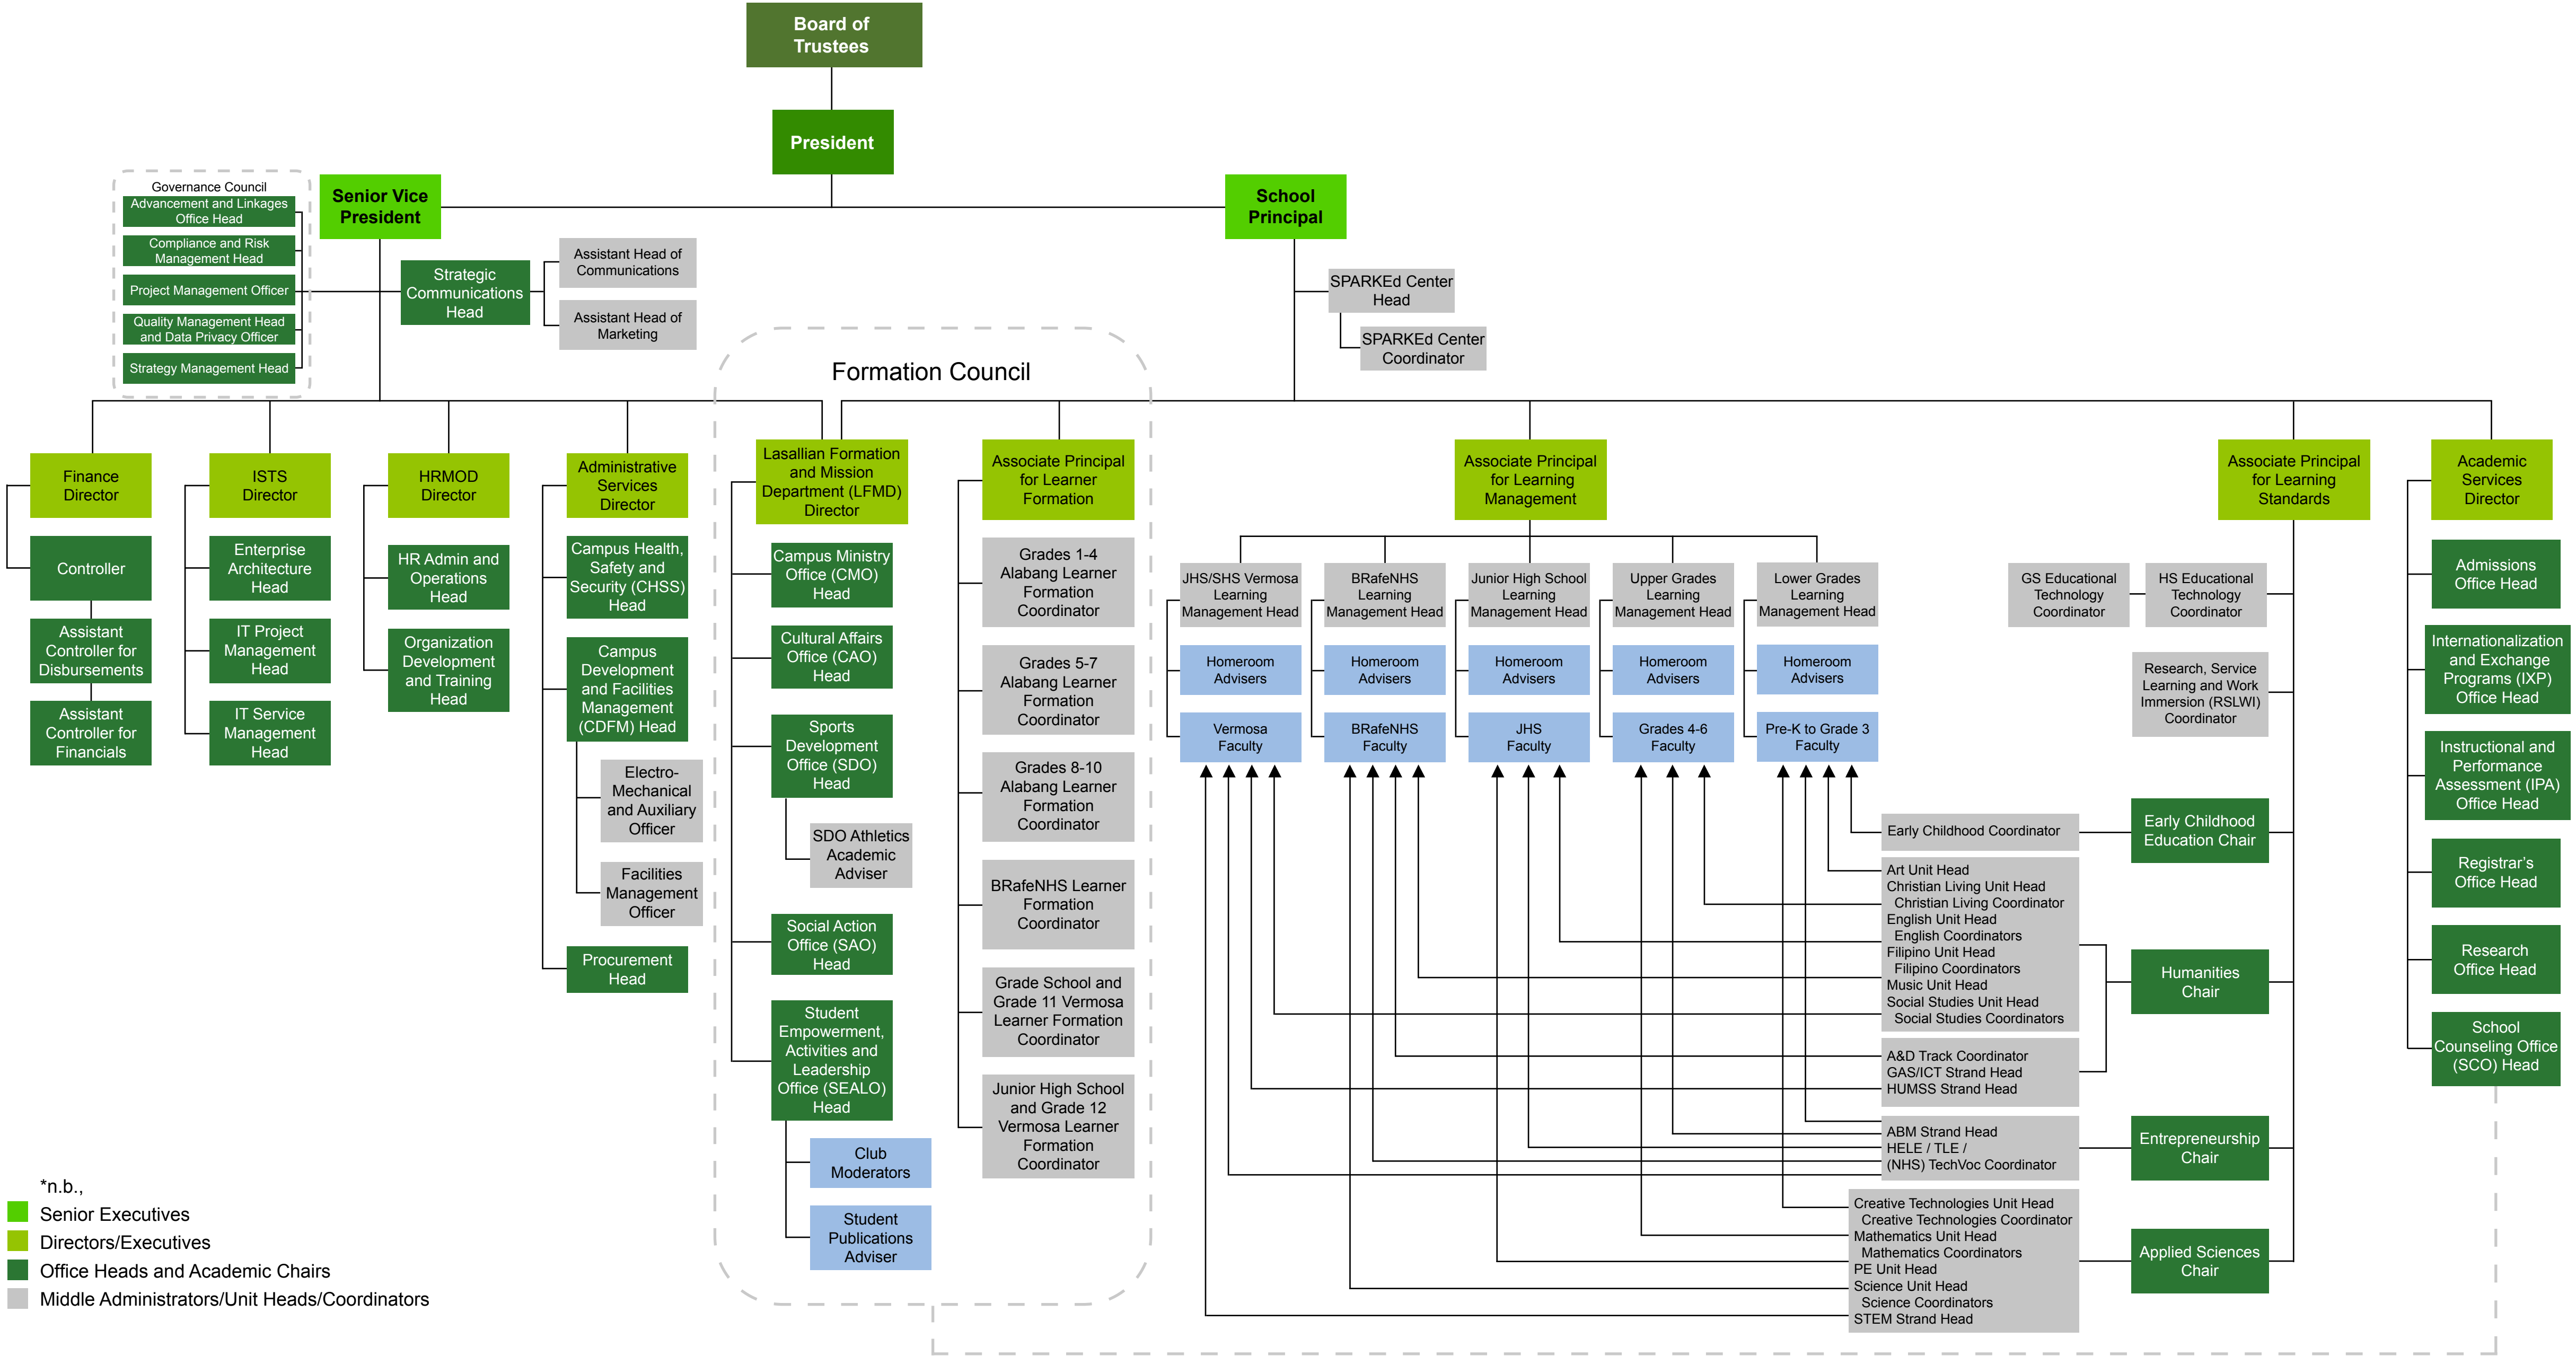 Board of
Trustees
President
Senior Vice
President
School
Principal
Governance Council
Advancement and Linkages
Office Head
Compliance and Risk
Management Head
Project Management Officer
Quality Management Head
and Data Privacy Officer
Strategy Management Head
Strategic
Communications
Head
Assistant Head of
Communications
Assistant Head of
Marketing
SPARKEd Center
Head
SPARKEd Center
Coordinator
Formation Council
Finance
Director
Controller
Assistant
Controller for
Disbursements
Assistant
Controller for
Financials
ISTS
Director
Enterprise
Architecture
Head
IT Project
Management
Head
IT Service
Management
Head
HRMOD
Director
HR Admin and
Operations
Head
Organization
Development
and Training
Head
Administrative
Services
Director
Campus Health,
Safety and
Security (CHSS)
Head
Campus
Development
and Facilities
Management
(CDFM) Head
Electro-
Mechanical
and Auxiliary
Officer
Facilities
Management
Officer
Procurement
Head
Lasallian Formation
and Mission
Department (LFMD)
Director
Campus Ministry
Office (CMO)
Head
Cultural Affairs
Office (CAO)
Head
Sports
Development
Office (SDO)
Head
SDO Athletics
Academic
Adviser
Social Action
Office (SAO)
Head
Student
Empowerment,
Activities and
Leadership
Office (SEALO)
Head
Club
Moderators
Student
Publications
Adviser
Associate Principal
for Learner
Formation
Grades 1-4
Alabang Learner
Formation
Coordinator
Grades 5-7
Alabang Learner
Formation
Coordinator
Grades 8-10
Alabang Learner
Formation
Coordinator
BRafeNHS Learner
Formation
Coordinator
Grade School and
Grade 11 Vermosa
Learner Formation
Coordinator
Junior High School
and Grade 12
Vermosa Learner
Formation
Coordinator
Associate Principal
for Learning
Management
JHS/SHS Vermosa
Learning
Management Head
Homeroom
Advisers
Vermosa
Faculty
BRafeNHS
Learning
Management Head
Homeroom
Advisers
BRafeNHS
Faculty
Junior High School
Learning
Management Head
Homeroom
Advisers
JHS
Faculty
Upper Grades
Learning
Management Head
Homeroom
Advisers
Grades 4-6
Faculty
Lower Grades
Learning
Management Head
Homeroom
Advisers
Pre-K to Grade 3
Faculty
Associate Principal
for Learning
Standards
GS Educational
Technology
Coordinator
HS Educational
Technology
Coordinator
Research, Service
Learning and Work
Immersion (RSLWI)
Coordinator
Early Childhood Coordinator
Early Childhood
Education Chair
Art Unit Head
Christian Living Unit Head
Christian Living Coordinator
English Unit Head
English Coordinators
Filipino Unit Head
Filipino Coordinators
Music Unit Head
Social Studies Unit Head
Social Studies Coordinators
Humanities
Chair
A&D Track Coordinator
GAS/ICT Strand Head
HUMSS Strand Head
ABM Strand Head
HELE / TLE /
(NHS) TechVoc Coordinator
Entrepreneurship
Chair
Creative Technologies Unit Head
Creative Technologies Coordinator
Mathematics Unit Head
Mathematics Coordinators
PE Unit Head
Science Unit Head
Science Coordinators
STEM Strand Head
Applied Sciences
Chair
Academic
Services
Director
Admissions
Office Head
Internationalization
and Exchange
Programs (IXP)
Office Head
Instructional and
Performance
Assessment (IPA)
Office Head
Registrar's
Office Head
Research
Office Head
School
Counseling Office
(SCO) Head
*n.b.,
Senior Executives
Directors/Executives
Office Heads and Academic Chairs
Middle Administrators/Unit Heads/Coordinators